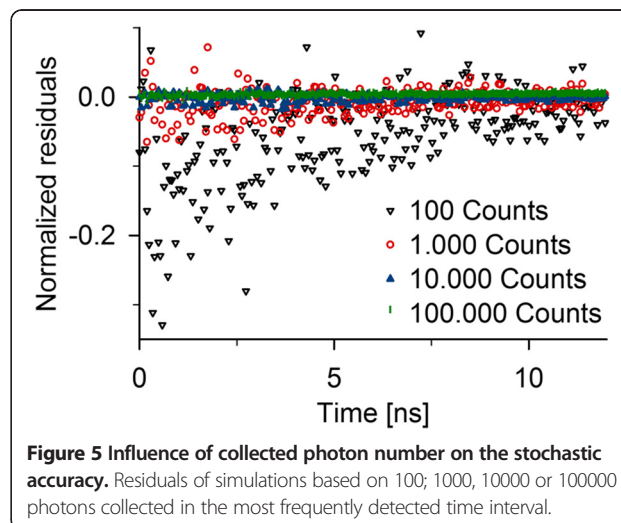 0.0
-0.2
Normalized residuals
100 Counts
1.000 Counts
10.000 Counts
100.000 Counts
0
5
10
Time [ns]
Figure 5 Influence of collected photon number on the stochastic
accuracy. Residuals of simulations based on 100; 1000, 10000 or 100000
photons collected in the most frequently detected time interval.